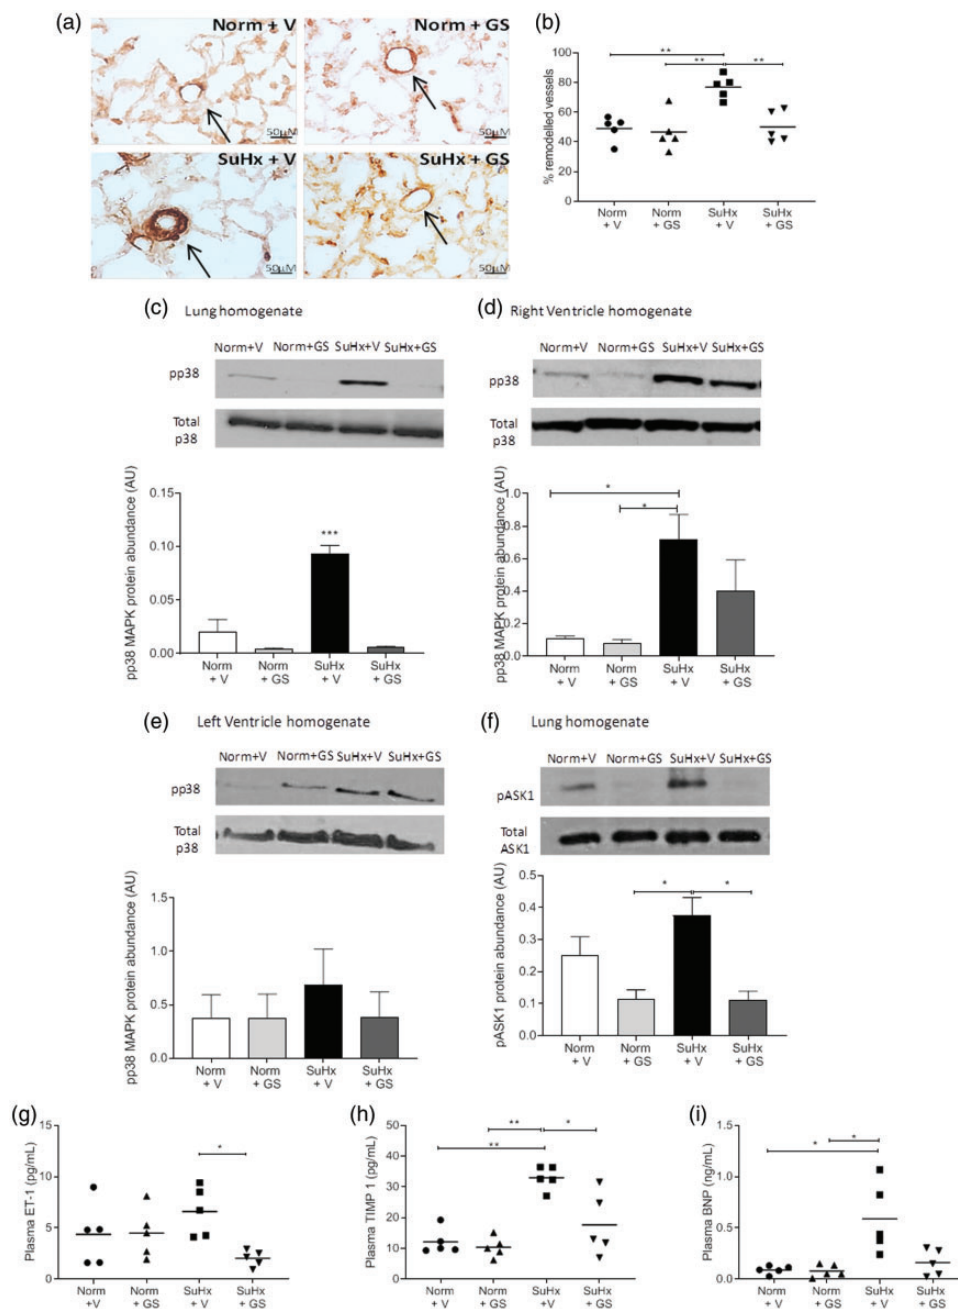 (a)
Norm + V
50µM
Norm + GS
50µM
SuHx + V
50µM
SuHx + GS
50µM
(b)
% remodelled vessels
100
80
60
40
20
0
** ** **
Norm + V
Norm + GS
SuHx + V
SuHx + GS
(c) Lung homogenate
Norm+V Norm+GS SuHx+V SuHx+GS
pp38
Total p38
pp38 MAPK protein abundance (AU)
0.15
0.10
0.05
0.00
***
Norm + V
Norm + GS
SuHx + V
SuHx + GS
(d) Right Ventricle homogenate
Norm+V Norm+GS SuHx+V SuHx+GS
pp38
Total p38
pp38 MAPK protein abundance (AU)
1.0
0.8
0.6
0.4
0.2
0.0
* *
Norm + V
Norm + GS
SuHx + V
SuHx + GS
(e) Left Ventricle homogenate
Norm+V Norm+GS SuHx+V SuHx+GS
pp38
Total p38
pp38 MAPK protein abundance (AU)
1.5
1.0
0.5
0.0
Norm + V
Norm + GS
SuHx + V
SuHx + GS
(f) Lung homogenate
Norm+V Norm+GS SuHx+V SuHx+GS
pASK1
Total ASK1
pASK1 protein abundance (AU)
0.5
0.4
0.3
0.2
0.1
0.0
* *
Norm + V
Norm + GS
SuHx + V
SuHx + GS
(g)
Plasma ET-1 (pg/mL)
15
10
5
0
*
Norm +V
Norm + GS
SuHx +V
SuHx + GS
(h)
Plasma TIMP 1 (pg/mL)
50
40
30
20
10
0
** ** *
Norm + V
Norm + GS
SuHx +V
SuHx + GS
(i)
Plasma BNP (ng/mL)
1.5
1.0
0.5
0.0
* *
Norm +V
Norm + GS
SuHx + V
SuHx + GS